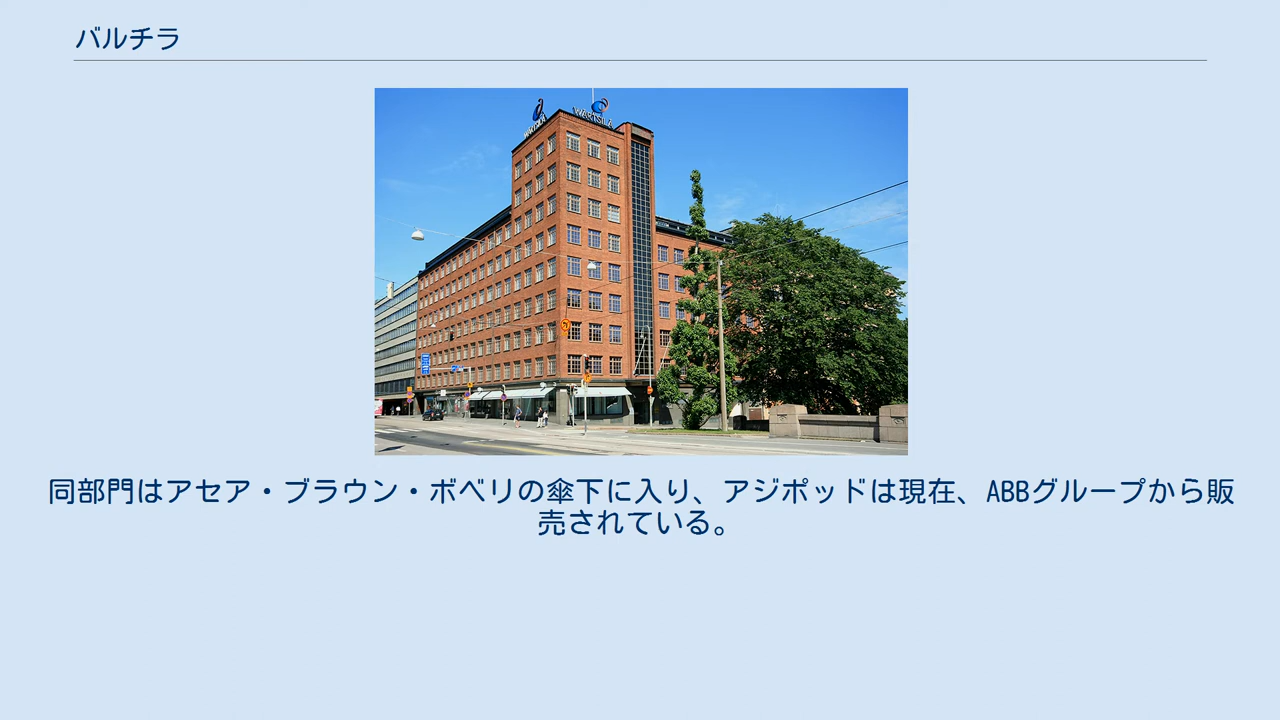 バルチラ
WÄRTSILÄ
WÄRTSILÄ
同部門はアセア・ブラウン・ボベリの傘下に入り、アジポッドは現在、ABBグループから販
売されている。